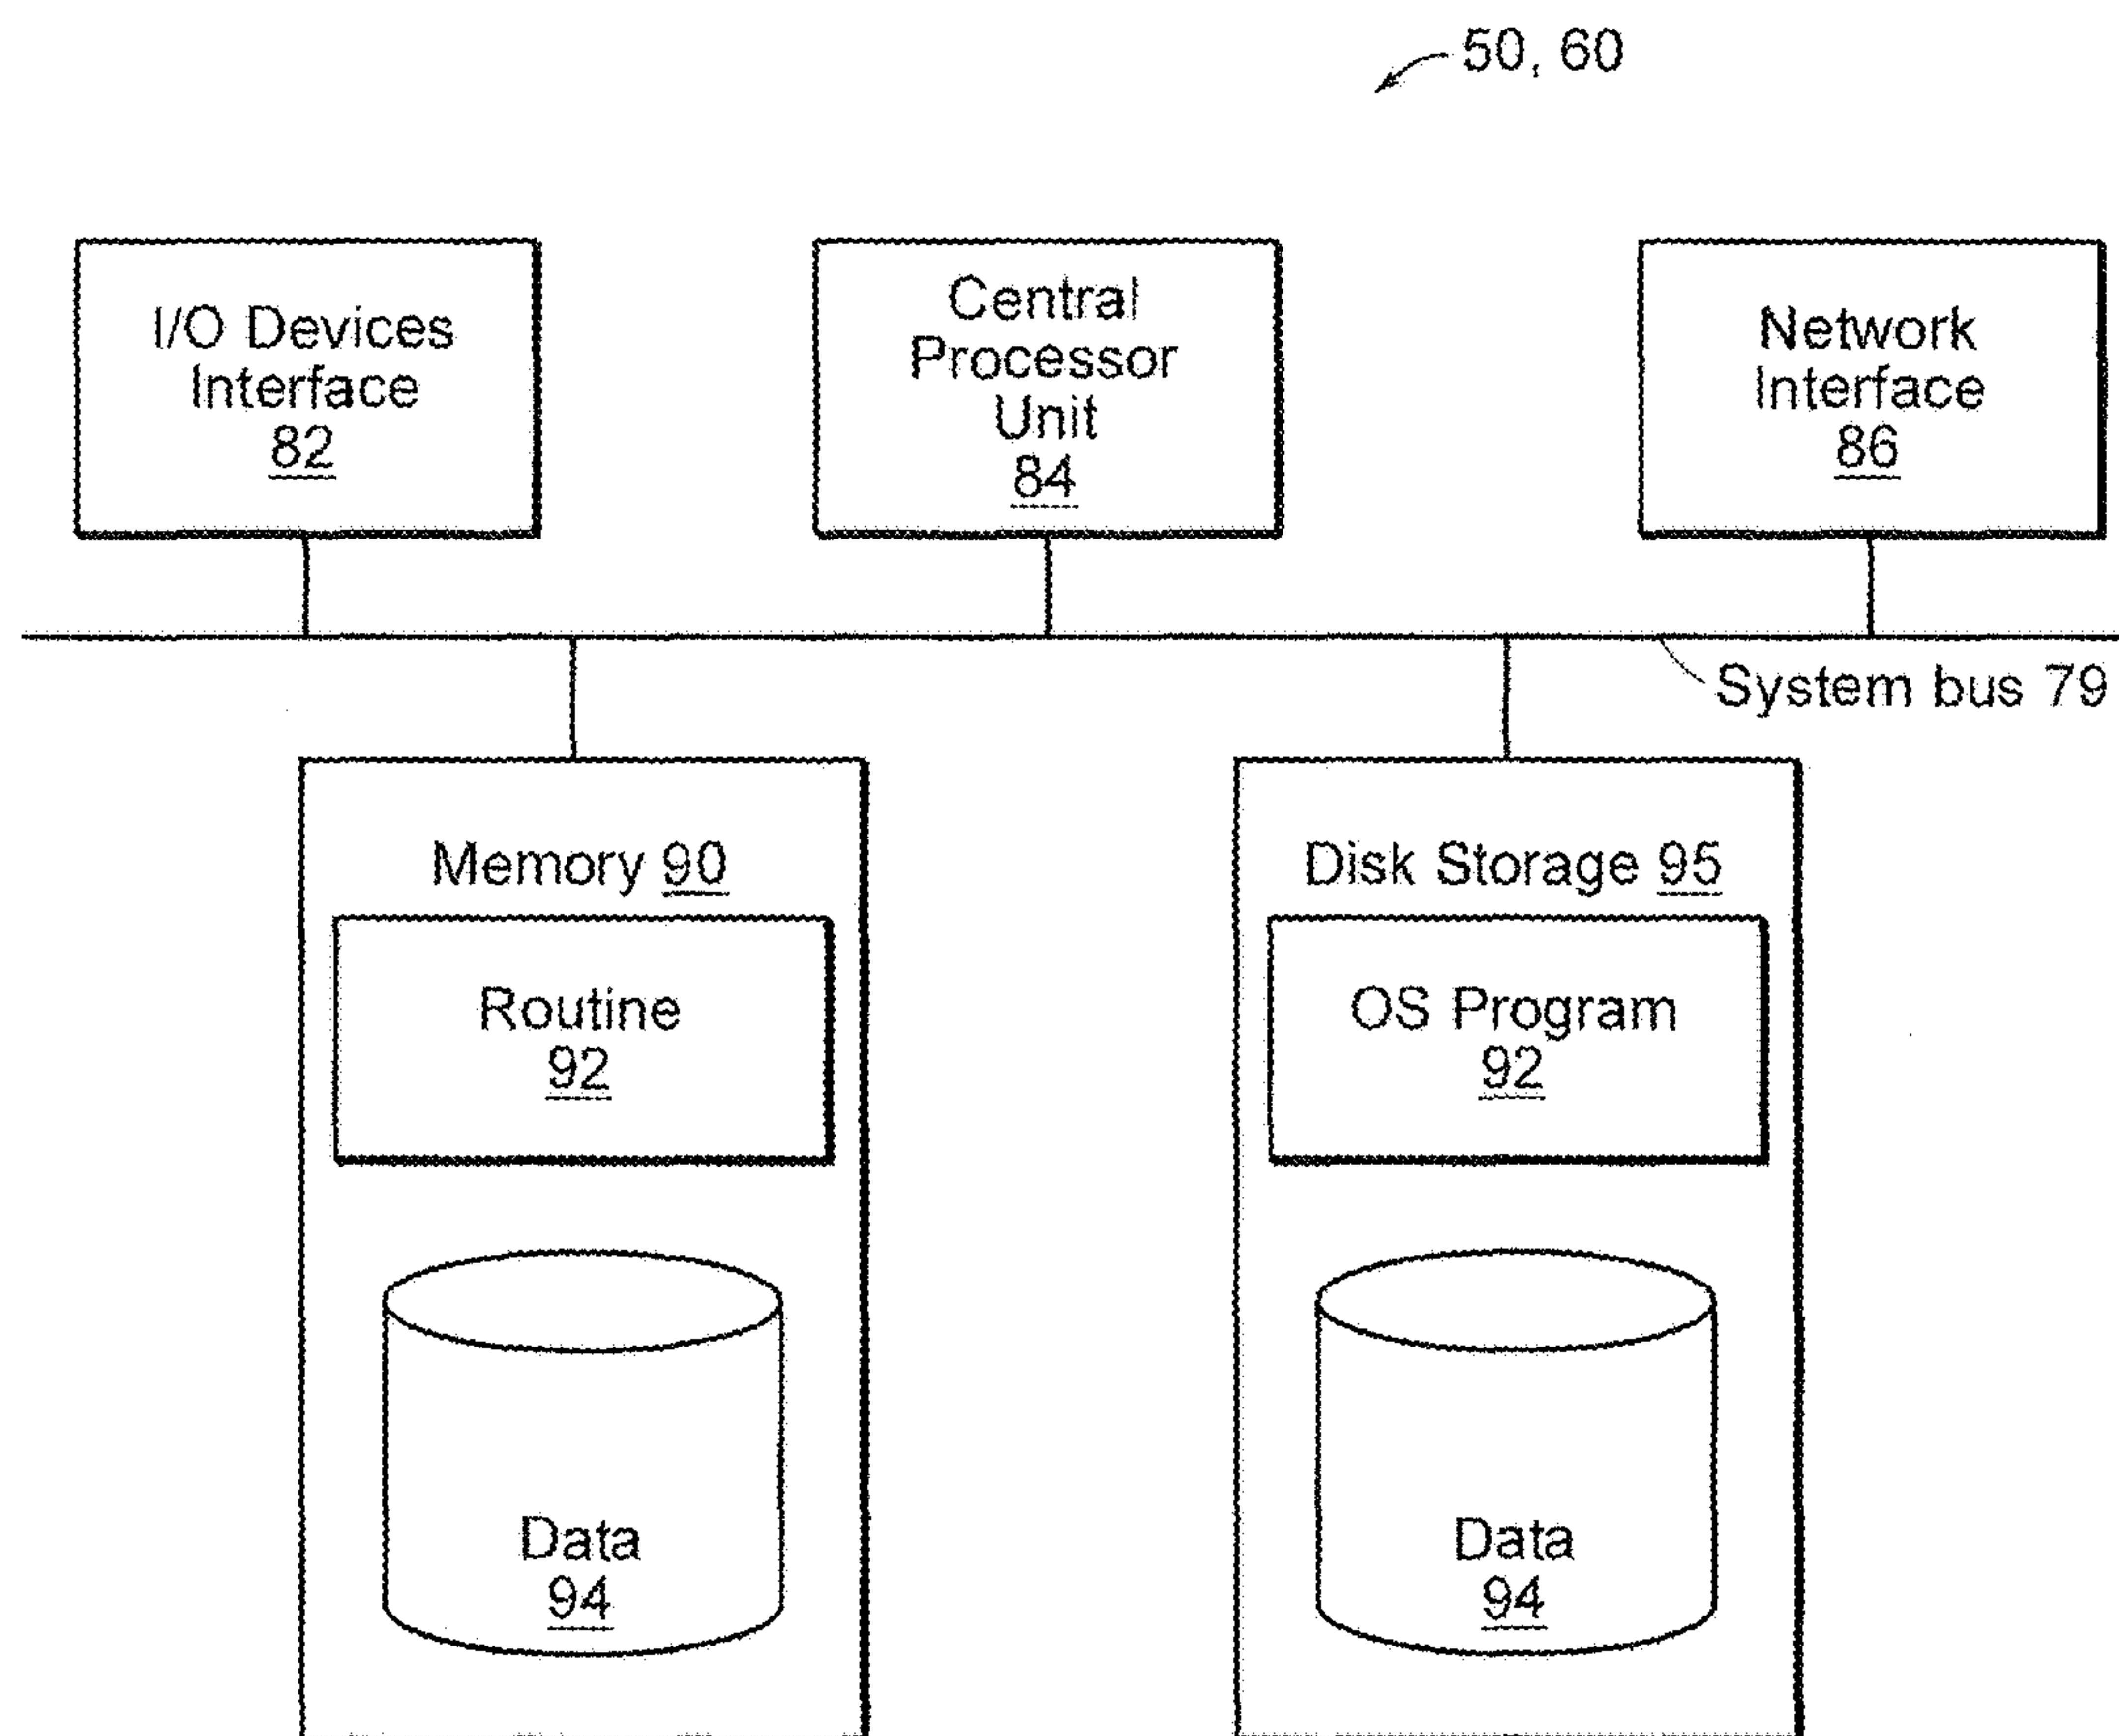 50, 60
I/O Devices
Interface
82
Central
Processor
Unit
84
Network
Interface
86
System bus 79
Memory 90
Routine
92
Data
94
Disk Storage 95
OS Program
92
Data
94